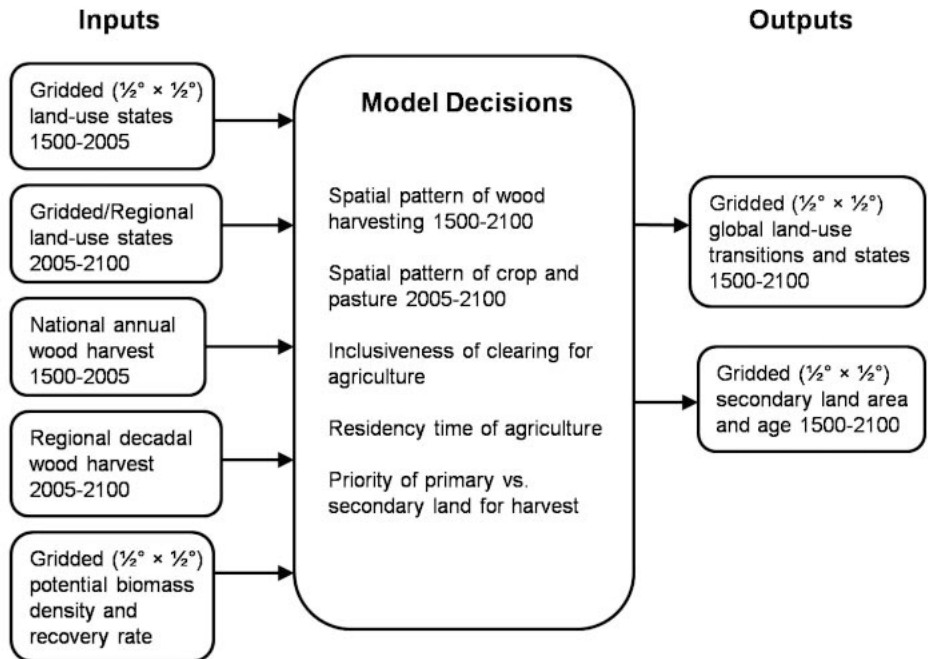 Inputs
Gridded (½° × ½°)
land-use states
1500-2005
Gridded/Regional
land-use states
2005-2100
National annual
wood harvest
1500-2005
Regional decadal
wood harvest
2005-2100
Gridded (½° × ½°)
potential biomass
density and
recovery rate
Model Decisions
Spatial pattern of wood
harvesting 1500-2100
Spatial pattern of crop and
pasture 2005-2100
Inclusiveness of clearing for
agriculture
Residency time of agriculture
Priority of primary vs.
secondary land for harvest
Outputs
Gridded (½° × ½°)
global land-use
transitions and states
1500-2100
Gridded (½° × ½°)
secondary land area
and age 1500-2100